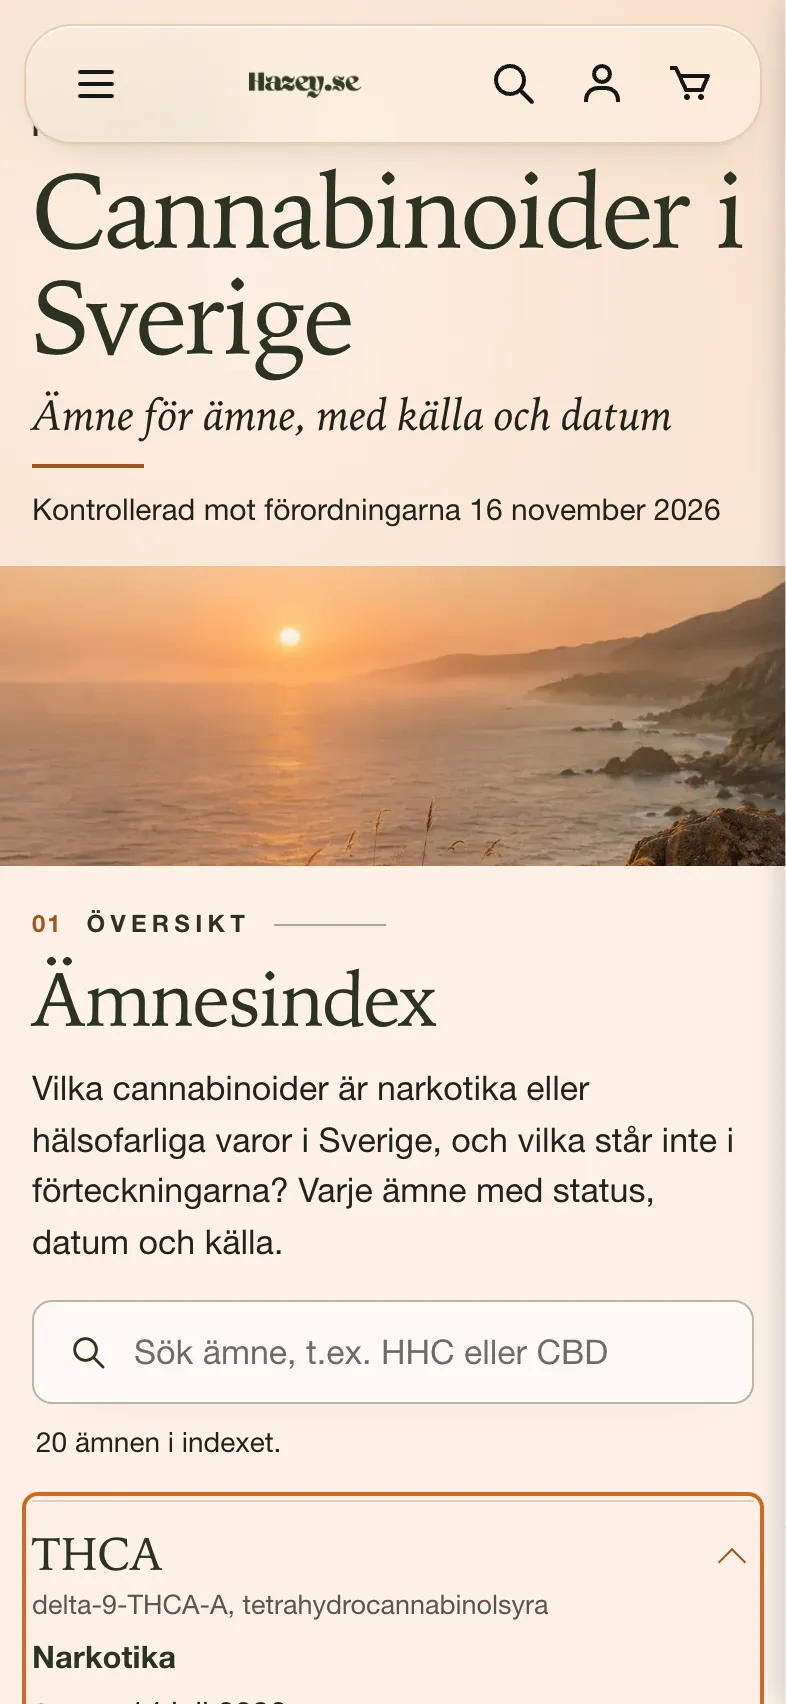 Hazey.se
Cannabinoider i
Sverige
Ämne för ämne, med källa och datum
Kontrollerad mot förordningarna 16 november 2026
01 ÖVERSIKT
Ämnesindex
Vilka cannabinoider är narkotika eller
hälsofarliga varor i Sverige, och vilka står inte i
förteckningarna? Varje ämne med status,
datum och källa.
Sök ämne, t.ex. HHC eller CBD
20 ämnen i indexet.
THCA
delta-9-THCA-A, tetrahydrocannabinolsyra
Narkotika